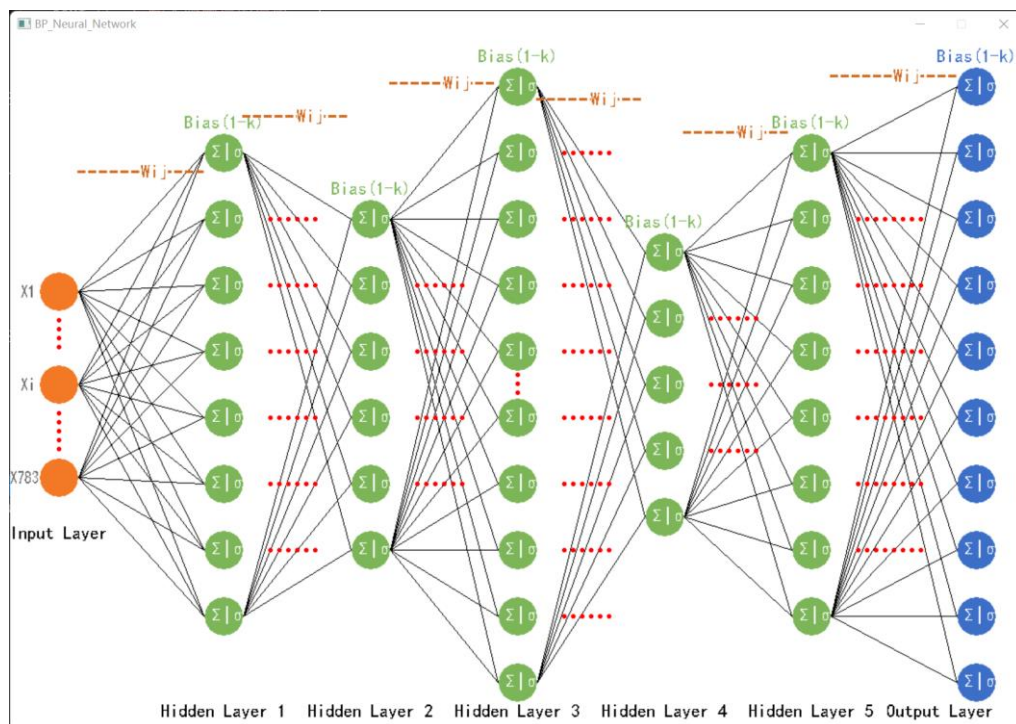 BP_Neural_Network
Bias(1-k) Bias(1-k)
Wij
Wij
Σ|σ Σ|σ
Wij
Wij
Bias(1-k) Bias(1-k)
Wij
Σ|σ Σ|σ Σ|σ Σ|σ
Wij
Bias(1-k)
Σ|σ Σ|σ Σ|σ Σ|σ Σ|σ
Bias(1-k)
Σ|σ
X1 Σ|σ Σ|σ Σ|σ Σ|σ Σ|σ
Σ|σ
Σ|σ Σ|σ Σ|σ Σ|σ Σ|σ
Xi Σ|σ
Σ|σ Σ|σ Σ|σ Σ|σ Σ|σ
Σ|σ
X783 Σ|σ Σ|σ Σ|σ Σ|σ Σ|σ
Σ|σ
Input Layer
Σ|σ Σ|σ Σ|σ Σ|σ Σ|σ
Σ|σ Σ|σ Σ|σ Σ|σ
Σ|σ Σ|σ
Hidden Layer 1 Hidden Layer 2 Hidden Layer 3 Hidden Layer 4 Hidden Layer 5 Output Layer